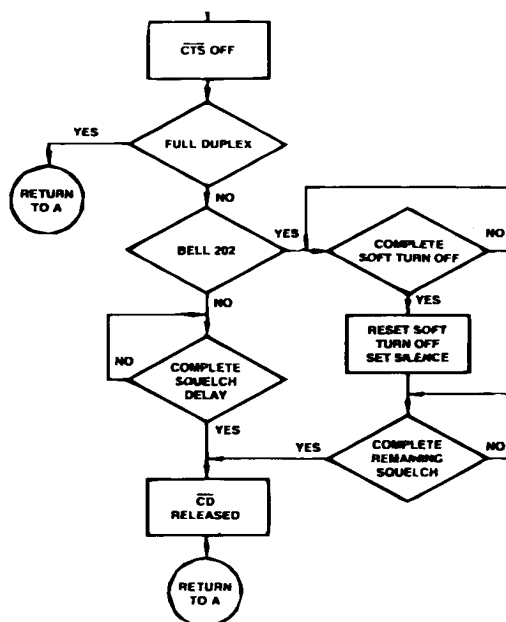 CTS OFF
YES
FULL DUPLEX
RETURN
TO A
NO
BELL 202
YES
COMPLETE
SOFT TURN OFF
NO
NO
YES
RESET SOFT
TURN OFF
SET SILENCE
NO
COMPLETE
SQUELCH
DELAY
YES
YES
COMPLETE
REMAINING
SQUELCH
NO
CD
RELEASED
RETURN
TO A